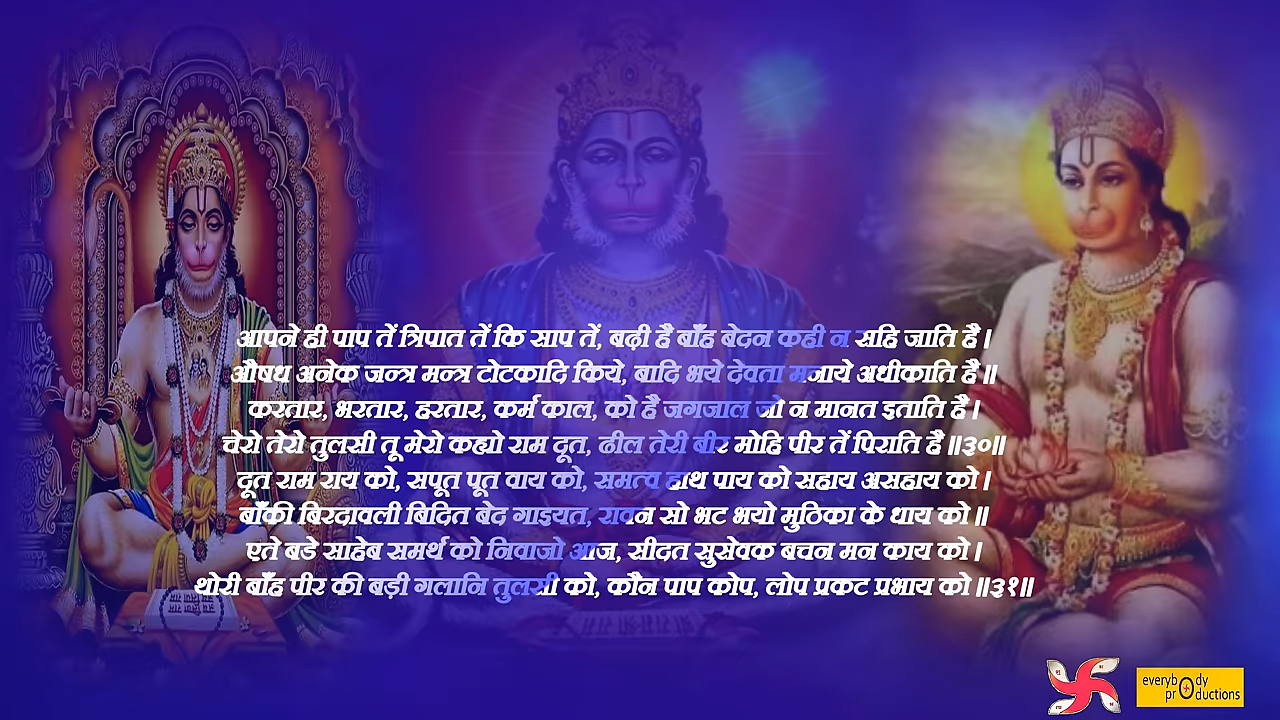 आपने ही पाप तें त्रिपात तें कि साप तें, बढ़ी है बाँह बेदन कही न सहि जाति है ।
औषध अनेक जन्त्र मन्त्र टोटकादि किये, बादि भये देवता मनाये अधीकाति है ॥
करतार, भरतार, हरतार, कर्म काल, को है जगजाल जो न मानत इताति है ।
चेरो तेरो तुलसी तू मेरो कह्यो राम दूत, ढील तेरी बीर मोहि पीर तें पिराति है ॥३०॥
दूत राम राय को, सपूत पूत वाय को, समत्व हाथ पाय को सहाय असहाय को ।
बाँकी बिरदावली बिदित बेद गाइयत, रावन सो भट भयो मुठिका के धाय को ॥
एते बडे साहेब समर्थ को निवाजो आज, सीदत सुसेवक बचन मन काय को ।
थोरी बाँह पीर की बड़ी गलानि तुलसी को, कौन पाप कोप, लोप प्रकट प्रभाय को ॥३१॥
everybody
productions